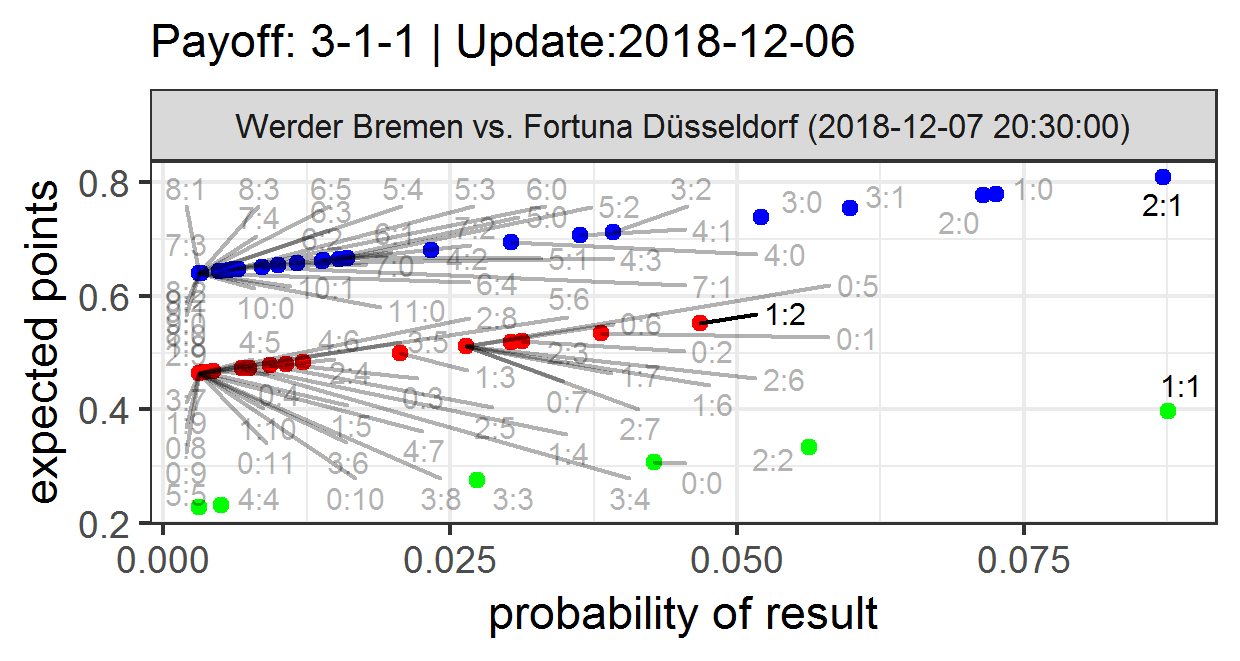 Payoff: 3-1-1 | Update:2018-12-06
Werder Bremen vs. Fortuna Düsseldorf (2018-12-07 20:30:00)
expected points
0.8
0.6
0.4
0.2
8:1 8:3 6:5 5:4 5:3 6:0 3:2 3:0 3:1 1:0
2:1
7:4 6:3 5:0 5:2 2:0
7:3 6:2 6:1 7:2 4:1
7:0 4:2 5:1 4:3 4:0
10:1 6:4 7:1 0:5
10:0 11:0 5:6 1:2
2:8 0:6
4:5 4:6 3:5 0:1
2:9 2:3 0:2
2:4 1:3 1:7 2:6
1:1
3:7 0:4 0:3 0:7 1:6
1:9 1:10 1:5 2:5 2:7
0:8 4:7 1:4
0:11 3:6 2:2
0:9 0:0
5:5 4:4 0:10 3:8 3:3 3:4
0.000 0.025 0.050 0.075
probability of result